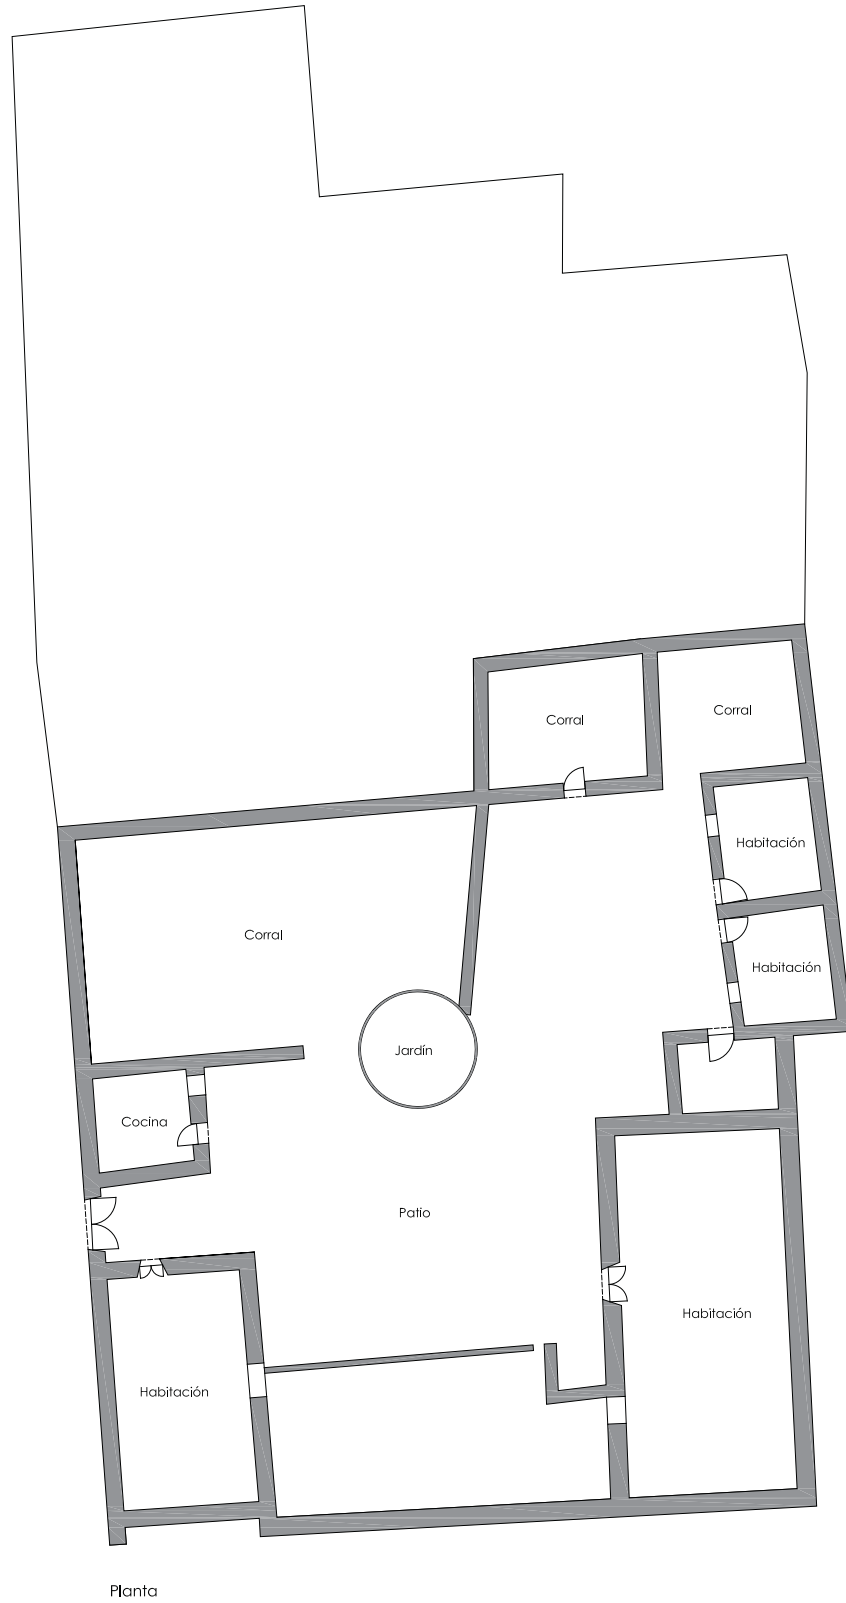 Corral
Corral
Habitación
Corral
Habitación
Jardín
Cocina
Patio
Habitación
Habitación
Planta